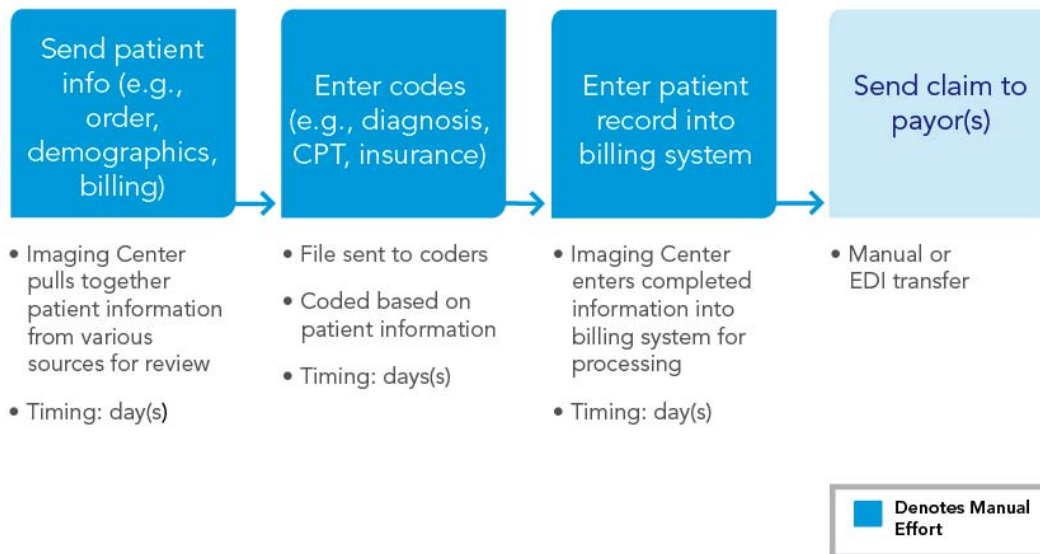 Send patient
info (e.g.,
order,
demographics,
billing)
Enter codes
(e.g., diagnosis,
CPT, insurance)
Enter patient
record into
billing system
Send claim to
payor(s)
• Imaging Center
pulls together
patient information
from various
sources for review
• Timing: day(s)
• File sent to coders
• Coded based on
patient information
• Timing: days(s)
• Imaging Center
enters completed
information into
billing system for
processing
• Timing: day(s)
• Manual or
EDI transfer
Denotes Manual
Effort